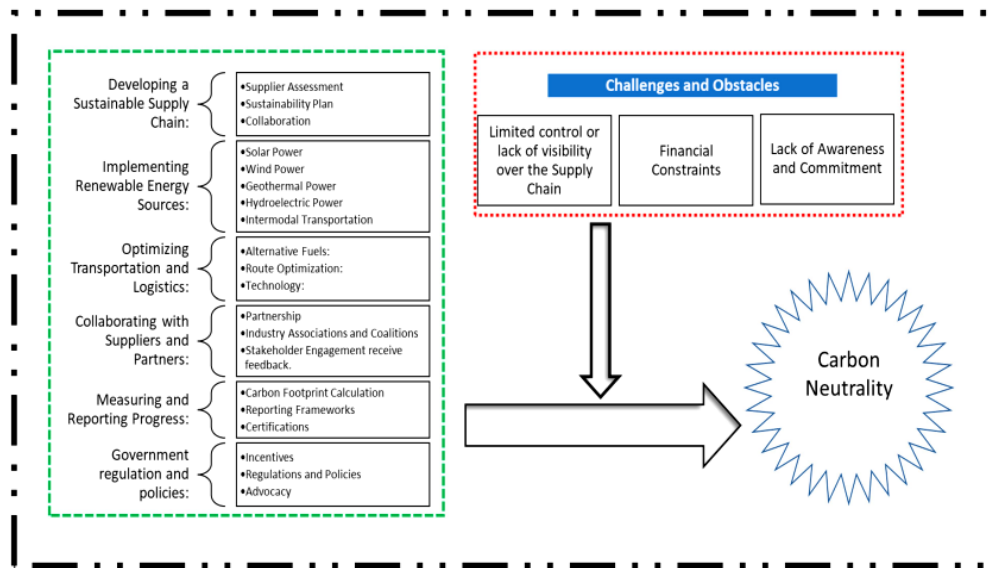 Developing a
Sustainable Supply
Chain:
•Supplier Assessment
•Sustainability Plan
•Collaboration
Implementing
Renewable Energy
Sources:
•Solar Power
•Wind Power
•Geothermal Power
•Hydroelectric Power
•Intermodal Transportation
Optimizing
Transportation and
Logistics:
•Alternative Fuels:
•Route Optimization:
•Technology:
Collaborating with
Suppliers and
Partners:
•Partnership
•Industry Associations and Coalitions
•Stakeholder Engagement receive
feedback.
Measuring and
Reporting Progress:
•Carbon Footprint Calculation
•Reporting Frameworks
•Certifications
Government
regulation and
policies:
•Incentives
•Regulations and Policies
•Advocacy
Challenges and Obstacles
Limited control or
lack of visibility
over the Supply
Chain
Financial
Constraints
Lack of Awareness
and Commitment
Carbon
Neutrality